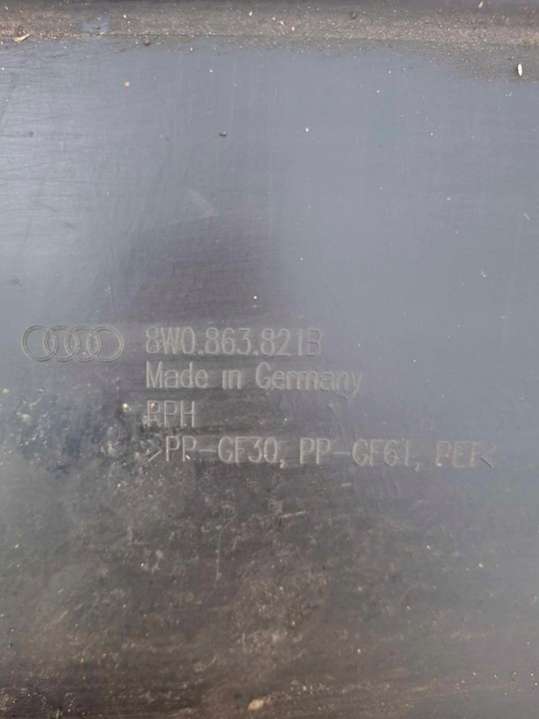 8W0.863.821B
Made in Germany
RPH
>PP-GF30, PP-GF61, PET<